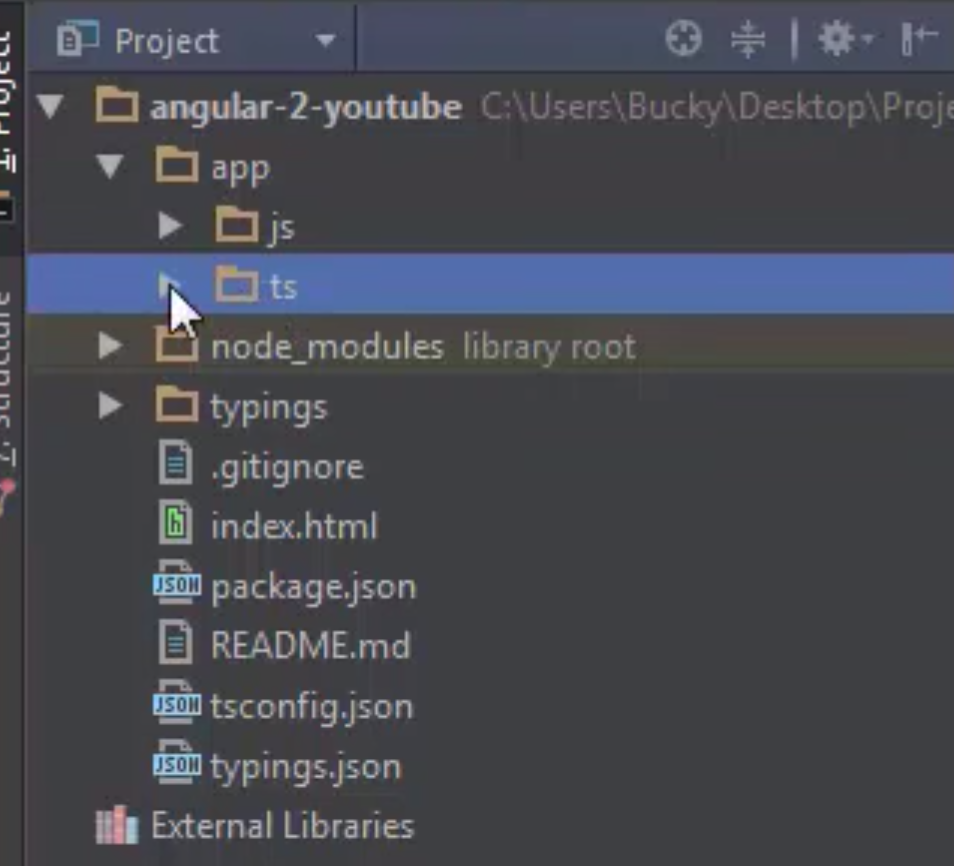 Project
angular-2-youtube C:\Users\Bucky\Desktop\Proje
app
js
ts
node_modules library root
typings
.gitignore
index.html
package.json
README.md
tsconfig.json
typings.json
External Libraries
1: Project
7: Structure